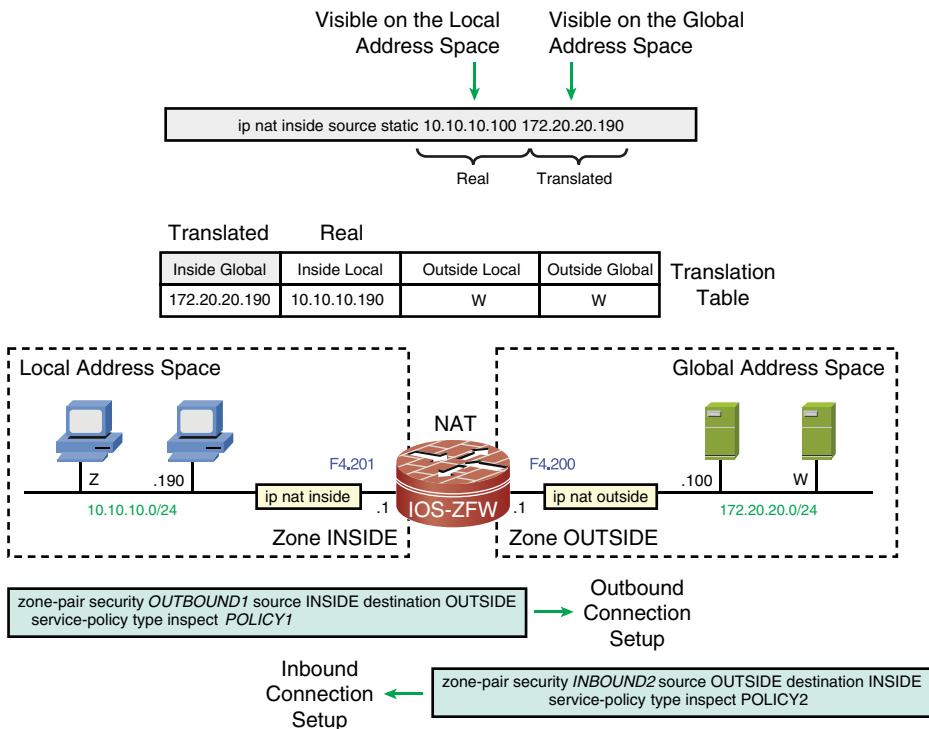 Visible on the Local
Address Space
Visible on the Global
Address Space
ip nat inside source static 10.10.10.100 172.20.20.190
Real
Translated
Translated
Real
Inside Global
Inside Local
Outside Local
Outside Global
172.20.20.190
10.10.10.190
W
W
Translation
Table
Local Address Space
Global Address Space
NAT
Z
.190
F4.201
F4.200
.100
W
ip nat inside
.1
IOS-ZFW
.1
ip nat outside
10.10.10.0/24
172.20.20.0/24
Zone INSIDE
Zone OUTSIDE
zone-pair security OUTBOUND1 source INSIDE destination OUTSIDE
service-policy type inspect POLICY1
Outbound
Connection
Setup
Inbound
Connection
Setup
zone-pair security INBOUND2 source OUTSIDE destination INSIDE
service-policy type inspect POLICY2